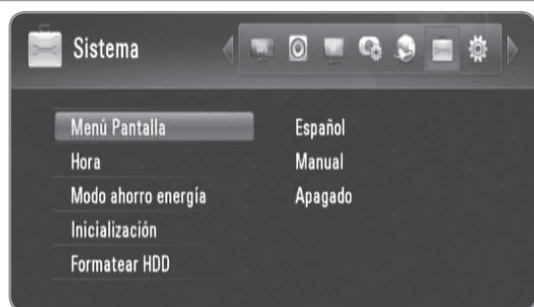 Sistema
Menú Pantalla Español
Hora Manual
Modo ahorro energía Apagado
Inicialización
Formatear HDD